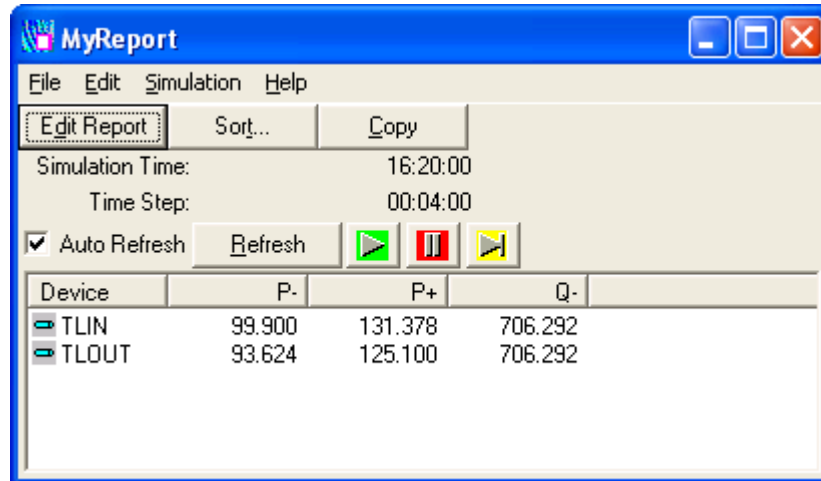 MyReport
File Edit Simulation Help
Edit Report Sort... Copy
Simulation Time: 16:20:00
Time Step: 00:04:00
Auto Refresh Refresh
Device P- P+ Q-
TLIN 99.900 131.378 706.292
TLOUT 93.624 125.100 706.292